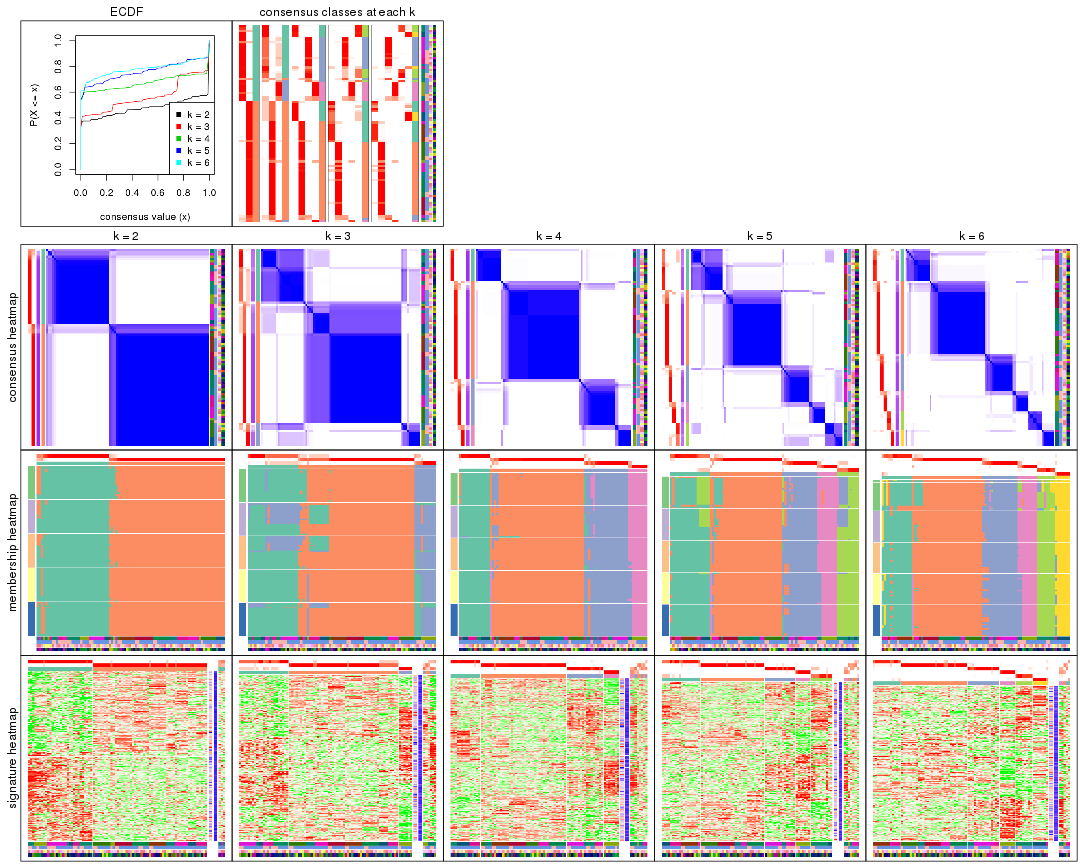 ECDF
consensus classes at each k
P(X <= x)
1.0
0.8
0.6
0.4
0.2
0.0
k = 2
k = 3
k = 4
k = 5
k = 6
0.0 0.2 0.4 0.6 0.8 1.0
consensus value (x)
k = 2
k = 3
k = 4
k = 5
k = 6
consensus heatmap
membership heatmap
signature heatmap